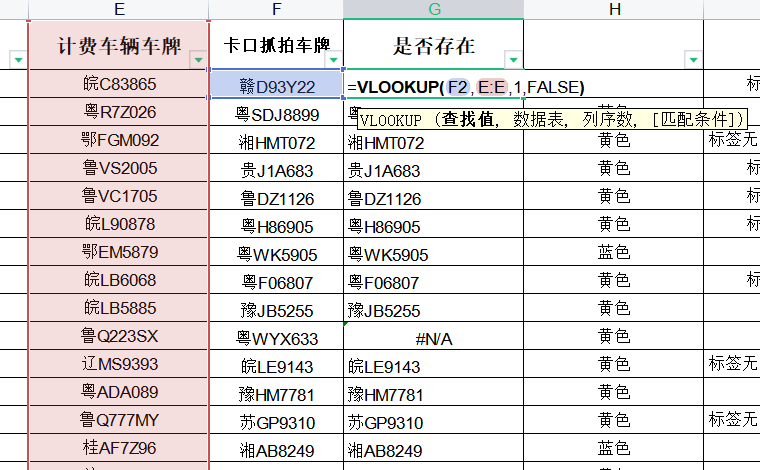 E F G H
计费车辆车牌 卡口抓拍车牌 是否存在
皖C83865 赣D93Y22 =VLOOKUP(F2,E:E,1,FALSE)
粤R7Z026 粤SDJ8899
VLOOKUP (查找值, 数据表, 列序数, [匹配条件])
鄂FGM092 湘HMT072 湘HMT072 黄色 标签无
鲁VS2005 贵J1A683 贵J1A683 黄色 标
鲁VC1705 鲁DZ1126 鲁DZ1126 黄色 标
皖L90878 粤H86905 粤H86905 黄色 标
鄂EM5879 粤WK5905 粤WK5905 蓝色
皖LB6068 粤F06807 粤F06807 黄色 标
皖LB5885 豫JB5255 豫JB5255 黄色
鲁Q223SX 粤WYX633 #N/A 黄色
辽MS9393 皖LE9143 皖LE9143 黄色 标签无
粤ADA089 豫HM7781 豫HM7781 黄色
鲁Q777MY 苏GP9310 苏GP9310 黄色 标签无
桂AF7Z96 湘AB8249 湘AB8249 蓝色